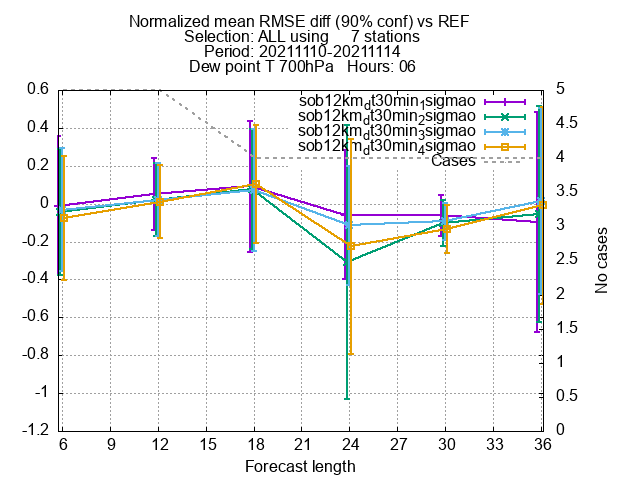 Normalized mean RMSE diff (90% conf) vs REF
Selection: ALL using 7 stations
Period: 20211110-20211114
Dew point T 700hPa Hours: 06
sob12km_dt30min_1sigmao
sob12km_dt30min_2sigmao
sob12km_dt30min_3sigmao
sob12km_dt30min_4sigmao
Cases
0.6
0.4
0.2
0
-0.2
-0.4
-0.6
-0.8
-1
-1.2
5
4.5
4
3.5
3
2.5
2
1.5
1
0.5
0
No cases
6 9 12 15 18 21 24 27 30 33 36
Forecast length